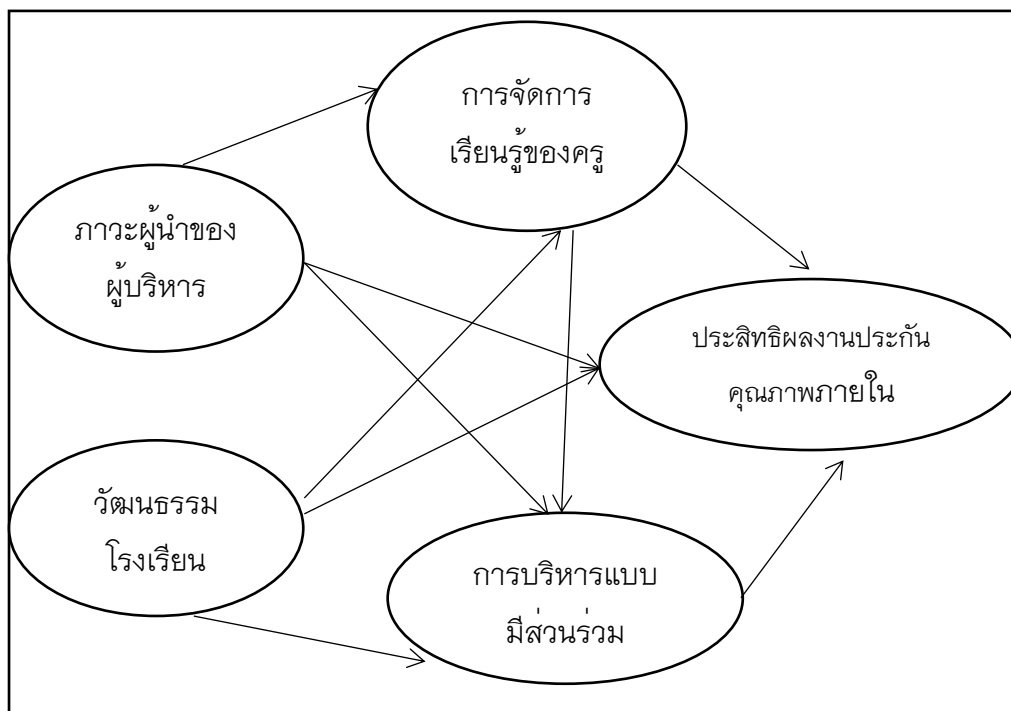 การจัดการ
เรียนรู้ของครู
ภาวะผู้นำของ
ผู้บริหาร
ประสิทธิผลงานประกัน
คุณภาพภายใน
วัฒนธรรม
โรงเรียน
การบริหารแบบ
มีส่วนร่วม